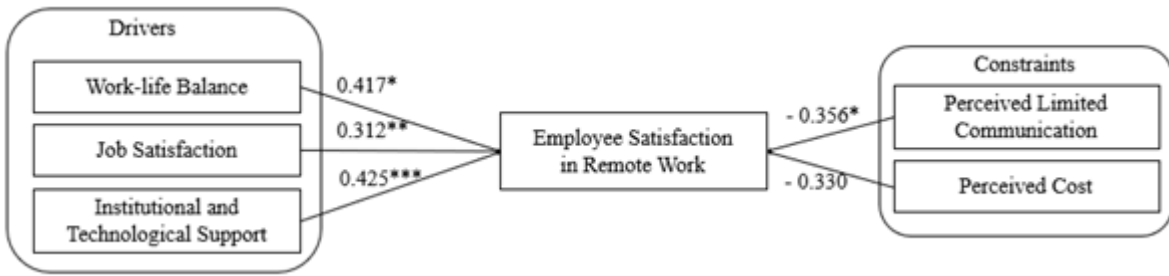 Drivers
Work-life Balance
Job Satisfaction
Institutional and
Technological Support
0.417*
0.312**
0.425***
Employee Satisfaction
in Remote Work
- 0.356*
- 0.330
Constraints
Perceived Limited
Communication
Perceived Cost